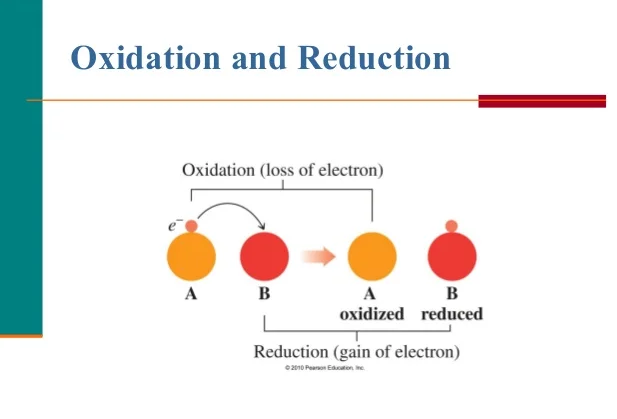 Oxidation and Reduction
Oxidation (loss of electron)
e⁻
A B A B
oxidized reduced
Reduction (gain of electron)
© 2010 Pearson Education, Inc.